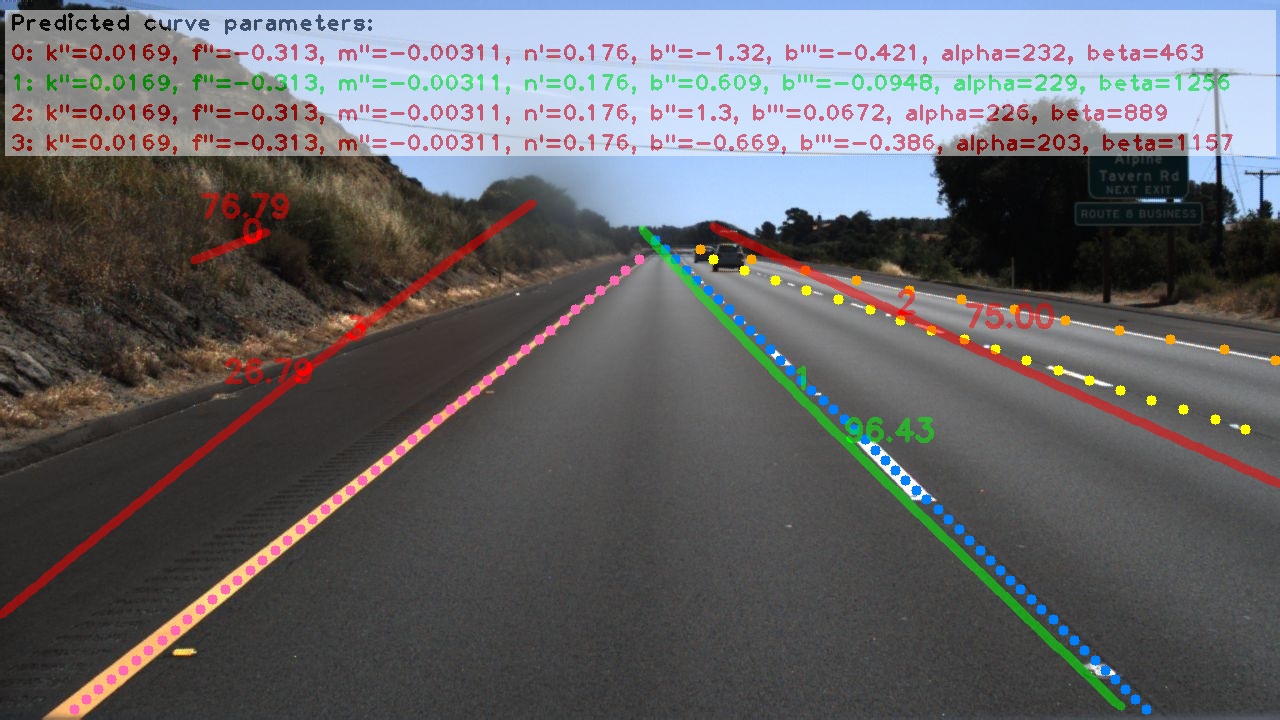 Predicted curve parameters:
0: k''=0.0169, f''=-0.313, m''=-0.00311, n'=0.176, b''=-1.32, b'''=-0.421, alpha=232, beta=463
1: k''=0.0169, f''=-0.313, m''=-0.00311, n'=0.176, b''=0.609, b'''=-0.0948, alpha=229, beta=1256
2: k''=0.0169, f''=-0.313, m''=-0.00311, n'=0.176, b''=1.3, b'''=0.0672, alpha=226, beta=889
3: k''=0.0169, f''=-0.313, m''=-0.00311, n'=0.176, b''=-0.669, b'''=-0.386, alpha=203, beta=1157
Alpine
Tavern Rd
NEXT EXIT
ROUTE 8 BUSINESS
76.79
0
2
75.00
3
26.79
1
96.43